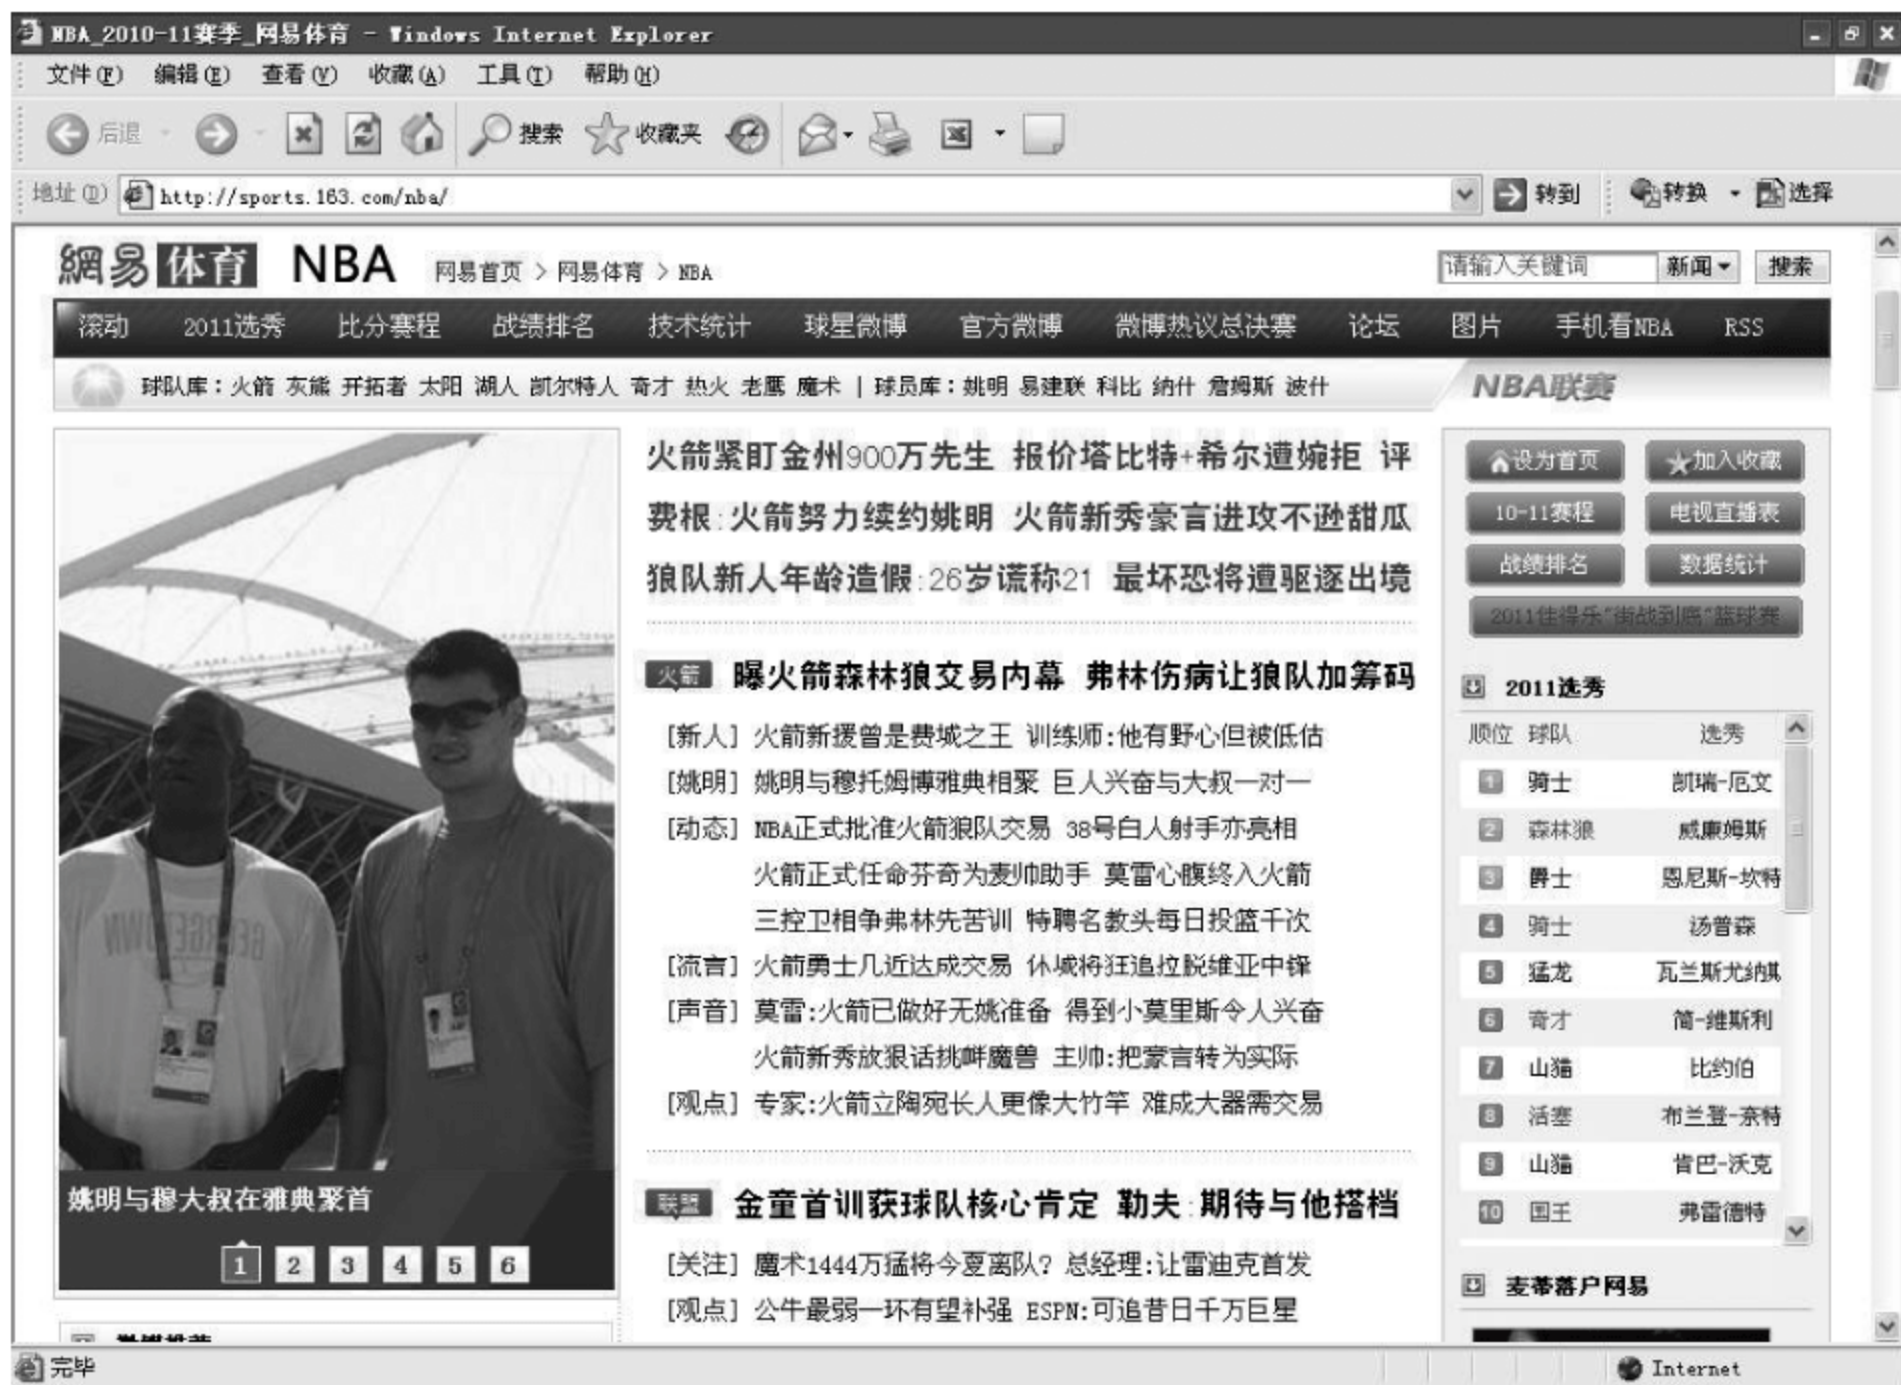 NBA_2010-11赛季_网易体育 - Windows Internet Explorer
文件(F) 编辑(E) 查看(V) 收藏(A) 工具(T) 帮助(H)
后退 搜索 收藏夹
地址(D) http://sports.163.com/nba/ 转到 转换 选择
網易体育 NBA 网易首页 > 网易体育 > NBA 请输入关键词 新闻 搜索
滚动 2011选秀 比分赛程 战绩排名 技术统计 球星微博 官方微博 微博热议总决赛 论坛 图片 手机看NBA RSS
球队库：火箭 灰熊 开拓者 太阳 湖人 凯尔特人 奇才 热火 老鹰 魔术 | 球员库：姚明 易建联 科比 纳什 詹姆斯 波什 NBA联赛
GEORGETOWN
姚明与穆大叔在雅典聚首
1 2 3 4 5 6
火箭紧盯金州900万先生 报价塔比特+希尔遭婉拒 评
费根:火箭努力续约姚明 火箭新秀豪言进攻不逊甜瓜
狼队新人年龄造假:26岁谎称21 最坏恐将遭驱逐出境
火箭 曝火箭森林狼交易内幕 弗林伤病让狼队加筹码
[新人] 火箭新援曾是费城之王 训练师:他有野心但被低估
[姚明] 姚明与穆托姆博雅典相聚 巨人兴奋与大叔一对一
[动态] NBA正式批准火箭狼队交易 38号白人射手亦亮相
火箭正式任命芬奇为麦帅助手 莫雷心腹终入火箭
三控卫相争弗林先苦训 特聘名教头每日投篮千次
[流言] 火箭勇士几近达成交易 休城将狂追拉脱维亚中锋
[声音] 莫雷:火箭已做好无姚准备 得到小莫里斯令人兴奋
火箭新秀放狠话挑衅魔兽 主帅:把豪言转为实际
[观点] 专家:火箭立陶宛长人更像大竹竿 难成大器需交易
联盟 金童首训获球队核心肯定 勒夫:期待与他搭档
[关注] 魔术1444万猛将今夏离队? 总经理:让雷迪克首发
[观点] 公牛最弱一环有望补强 ESPN:可追昔日千万巨星
设为首页 加入收藏
10-11赛程 电视直播表
战绩排名 数据统计
2011佳得乐“街战到底”篮球赛
2011选秀
顺位 球队 选秀
1 骑士 凯瑞-厄文
2 森林狼 威廉姆斯
3 爵士 恩尼斯-坎特
4 骑士 汤普森
5 猛龙 瓦兰斯尤纳斯
6 奇才 简-维斯利
7 山猫 比约伯
8 活塞 布兰登-奈特
9 山猫 肯巴-沃克
10 国王 弗雷德特
麦蒂落户网易
完毕 Internet